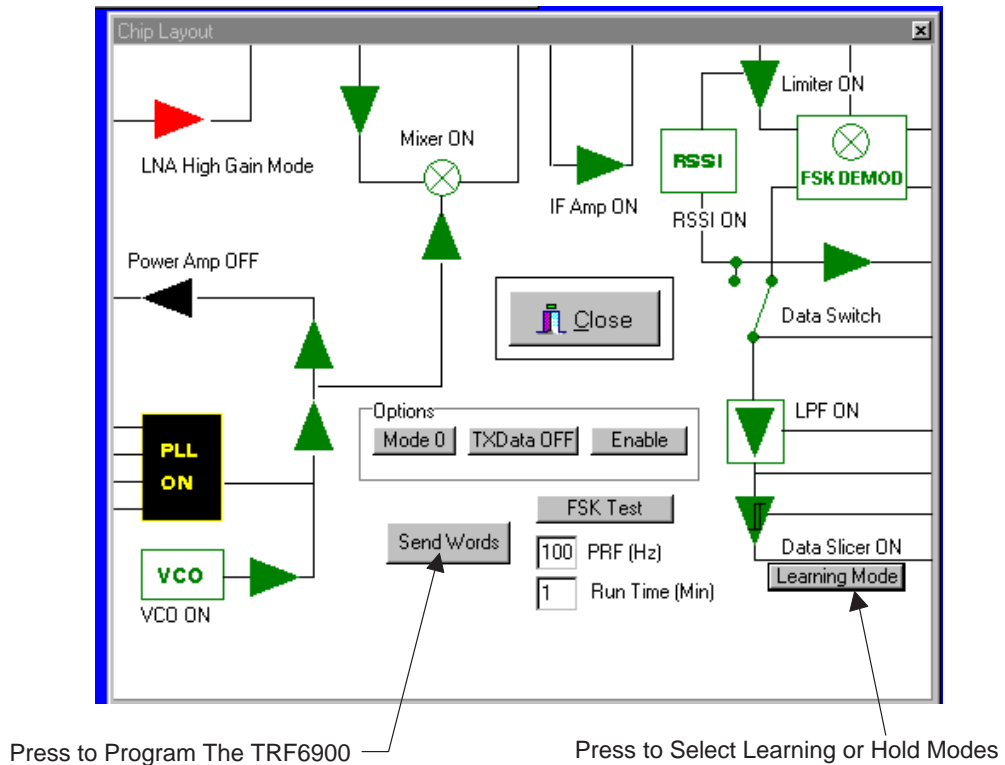 Chip Layout
Limiter ON
Mixer ON
LNA High Gain Mode
RSSI
FSK DEMOD
IF Amp ON
RSSI ON
Power Amp OFF
Close
Data Switch
Options
Mode 0 TXData OFF Enable
LPF ON
PLL
ON
FSK Test
Send Words
100 PRF (Hz)
Data Slicer ON
Learning Mode
VCO
1 Run Time (Min)
VCO ON
Press to Program The TRF6900
Press to Select Learning or Hold Modes